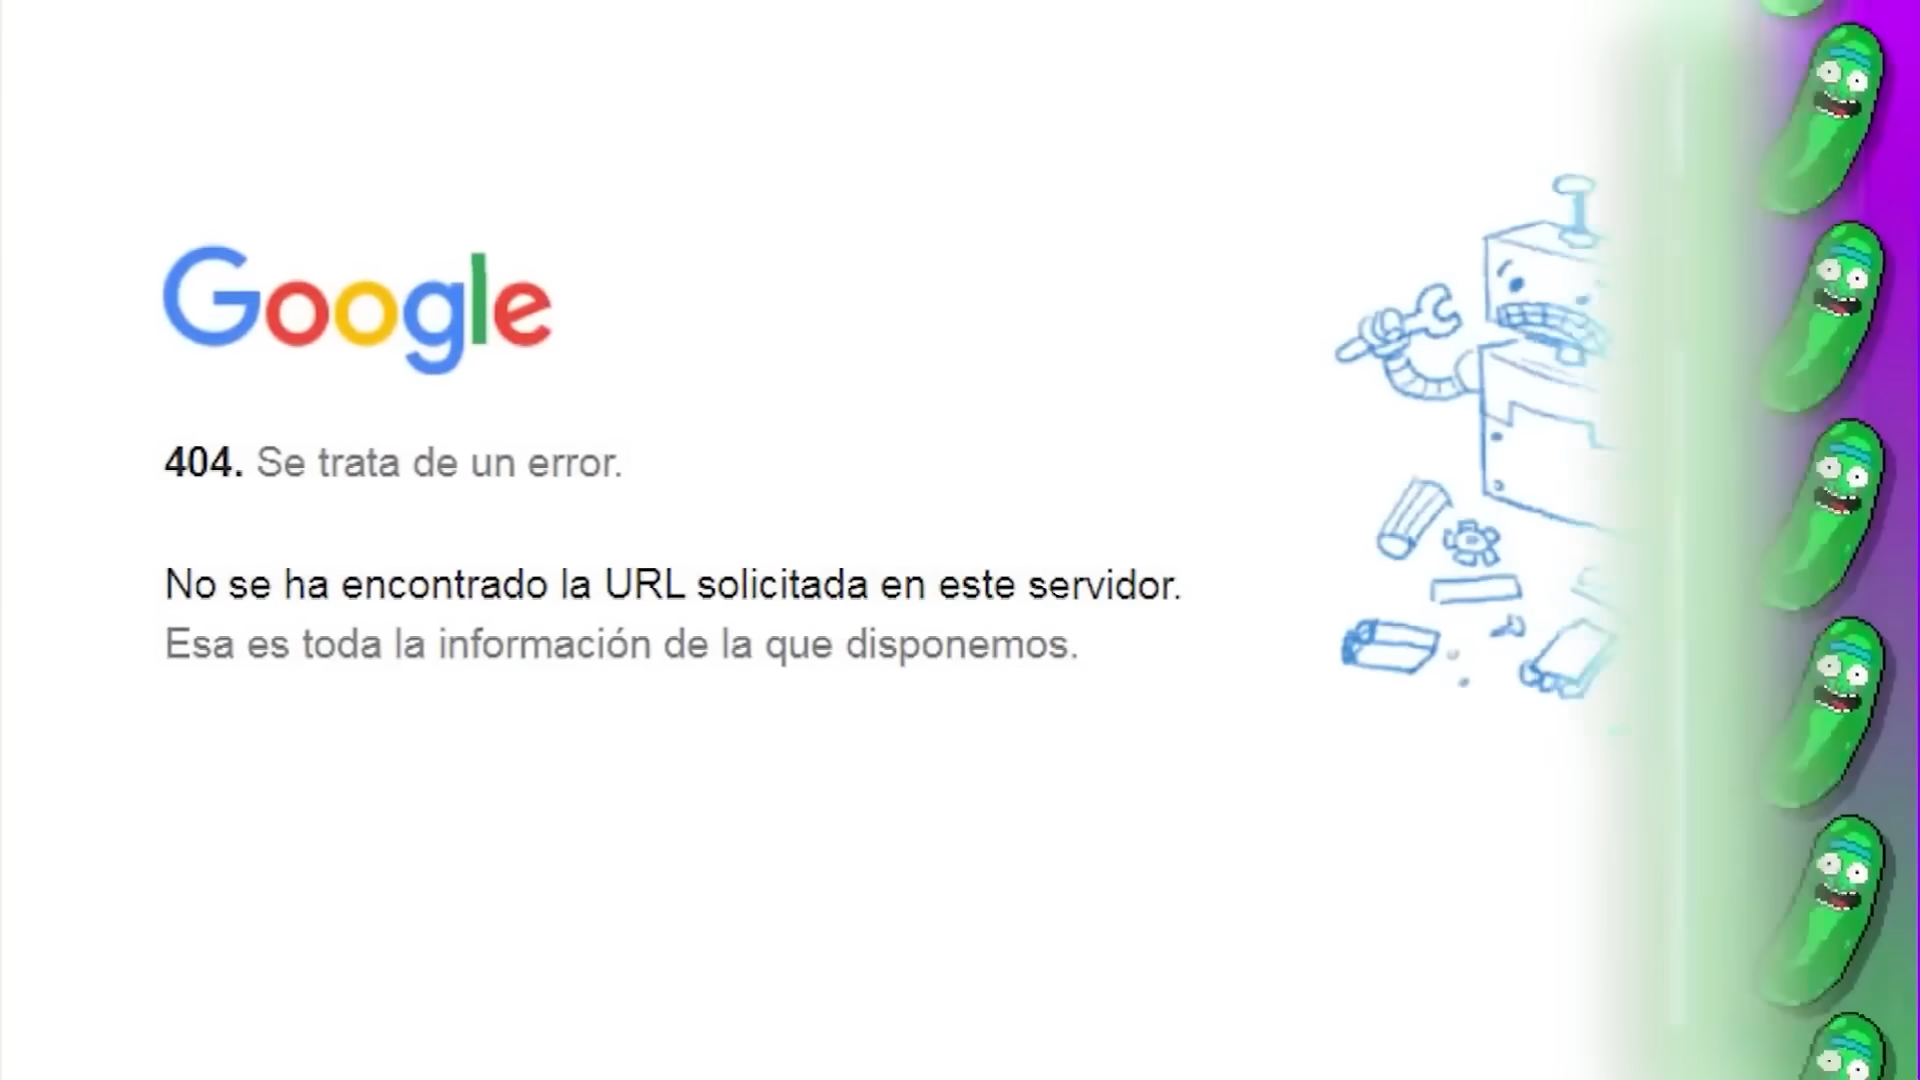 Google
404. Se trata de un error.
No se ha encontrado la URL solicitada en este servidor.
Esa es toda la información de la que disponemos.